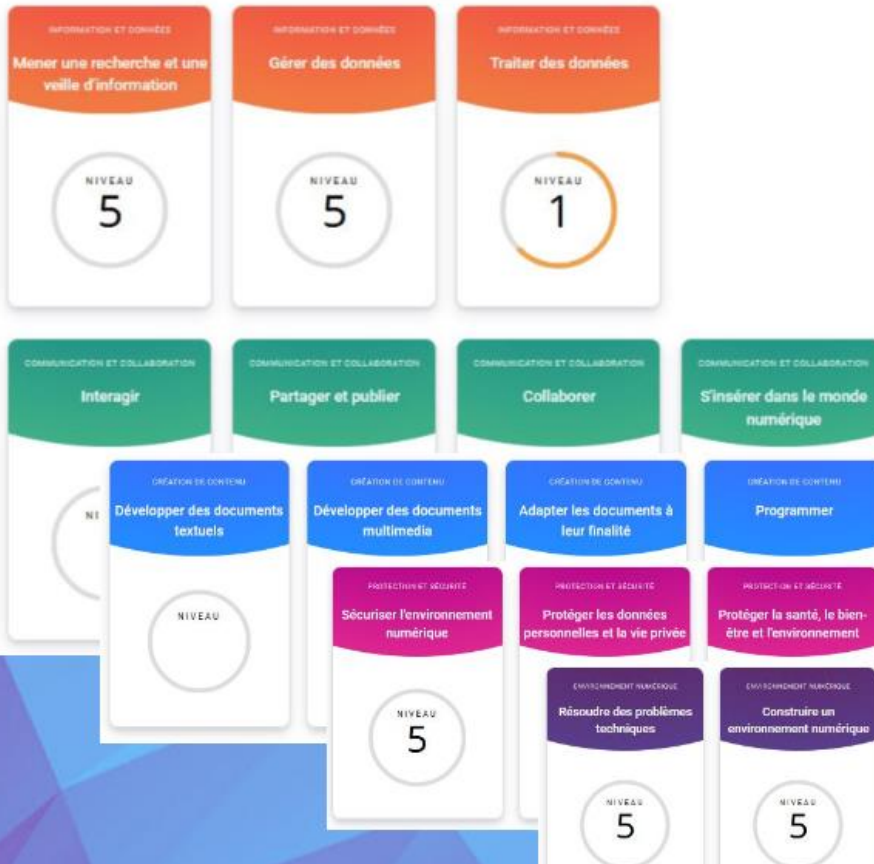 INFORMATION ET DONNÉES
Mener une recherche et une
veille d'information
NIVEAU
5
INFORMATION ET DONNÉES
Gérer des données
NIVEAU
5
INFORMATION ET DONNÉES
Traiter des données
NIVEAU
1
COMMUNICATION ET COLLABORATION
Interagir
NI
COMMUNICATION ET COLLABORATION
Partager et publier
COMMUNICATION ET COLLABORATION
Collaborer
COMMUNICATION ET COLLABORATION
S'insérer dans le monde
numérique
CRÉATION DE CONTENU
Développer des documents
textuels
NIVEAU
CRÉATION DE CONTENU
Développer des documents
multimedia
CRÉATION DE CONTENU
Adapter les documents à
leur finalité
CRÉATION DE CONTENU
Programmer
PROTECTION ET SÉCURITÉ
Sécuriser l'environnement
numérique
NIVEAU
5
PROTECTION ET SÉCURITÉ
Protéger les données
personnelles et la vie privée
PROTECTION ET SÉCURITÉ
Protéger la santé, le bien-
être et l'environnement
ENVIRONNEMENT NUMÉRIQUE
Résoudre des problèmes
techniques
NIVEAU
5
ENVIRONNEMENT NUMÉRIQUE
Construire un
environnement numérique
NIVEAU
5